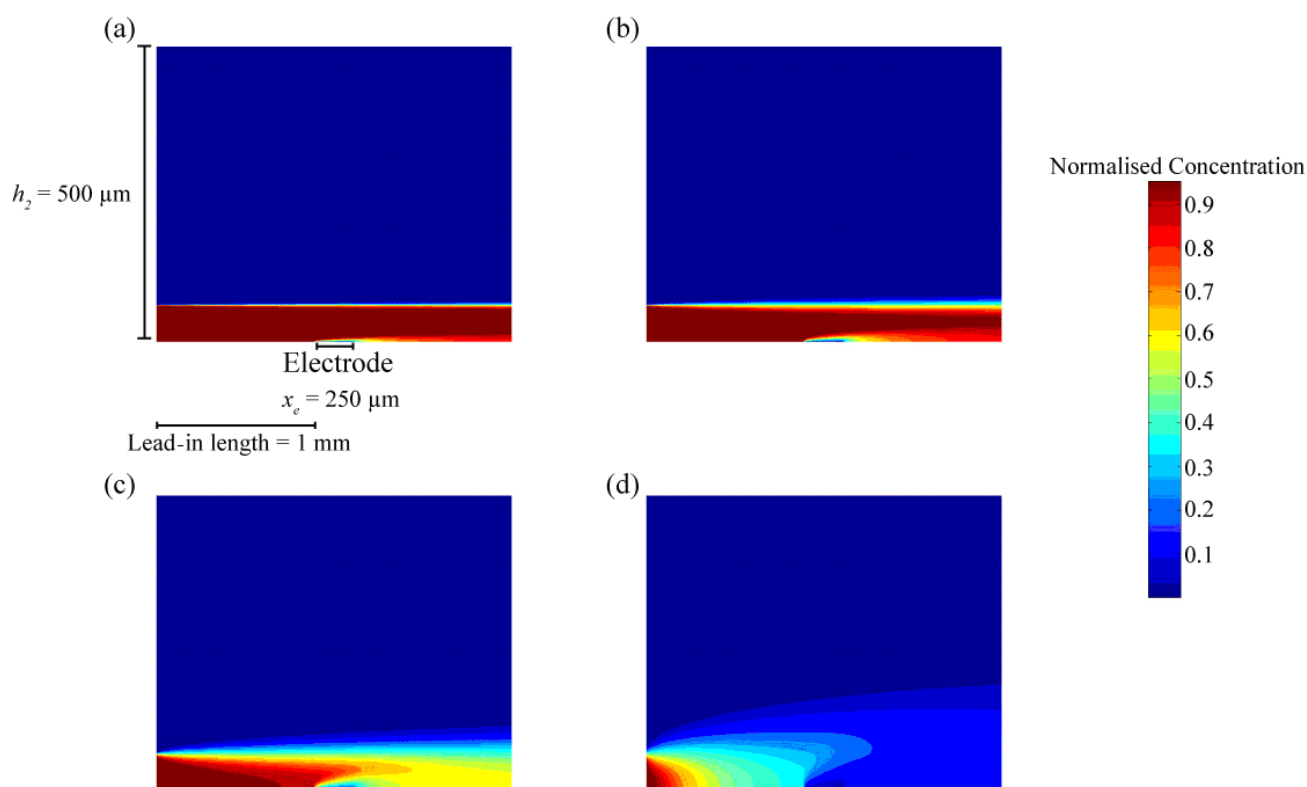 (a)
(b)
h2 = 500 μm
Electrode
xe = 250 μm
Lead-in length = 1 mm
Normalised Concentration
0.9
0.8
0.7
0.6
0.5
0.4
0.3
0.2
0.1
(c)
(d)